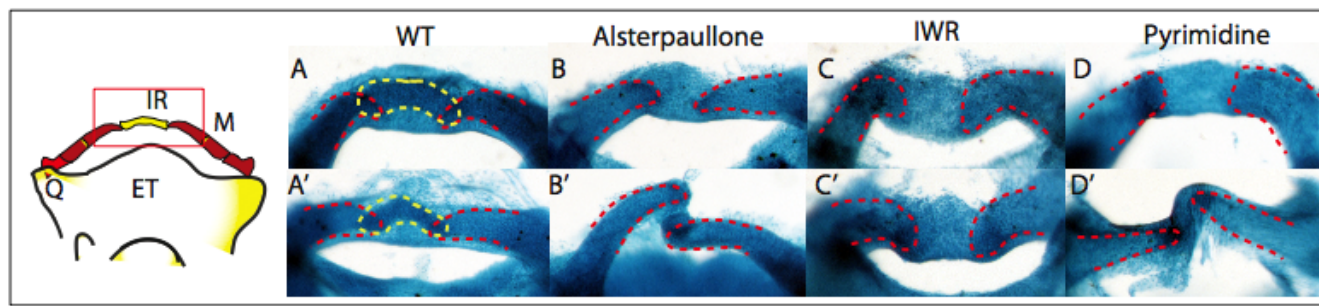 WT Alsterpaullone IWR Pyrimidine
A B C D
IR
M
Q ET
A’ B’ C’ D’